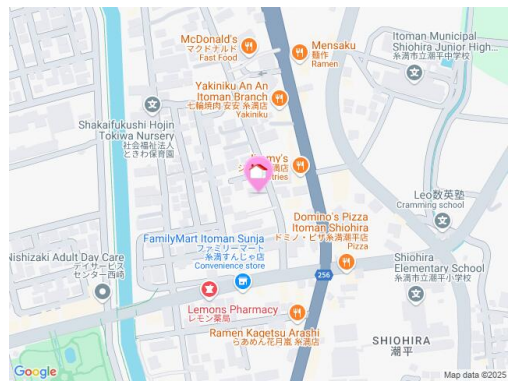 McDonald's
マクドナルド
Fast Food
Mensaku
麺作
Ramen
Itoman Municipal
Shiohira Junior High...
糸満市立潮平中学校
Yakiniku An An
Itoman Branch
七輪焼肉 安安 糸満店
Yakiniku
Shakaifukushi Hojin
Tokiwa Nursery
社会福祉法人
ときわ保育園
Leo数英塾
Cramming school
Domino's Pizza
Itoman Shiohira
ドミノ・ピザ糸満潮平店
Pizza
FamilyMart Itoman Sunja
ファミリーマート
糸満すんじゃ店
Convenience store
Nishizaki Adult Day Care
デイサービス
センター西崎
256
Shiohira
Elementary School
糸満市立潮平小学校
Lemons Pharmacy
レモン薬局
Ramen Kagetsu Arashi
らあめん花月嵐 糸満店
SHIOHIRA
潮平
Google
Map data ©2025